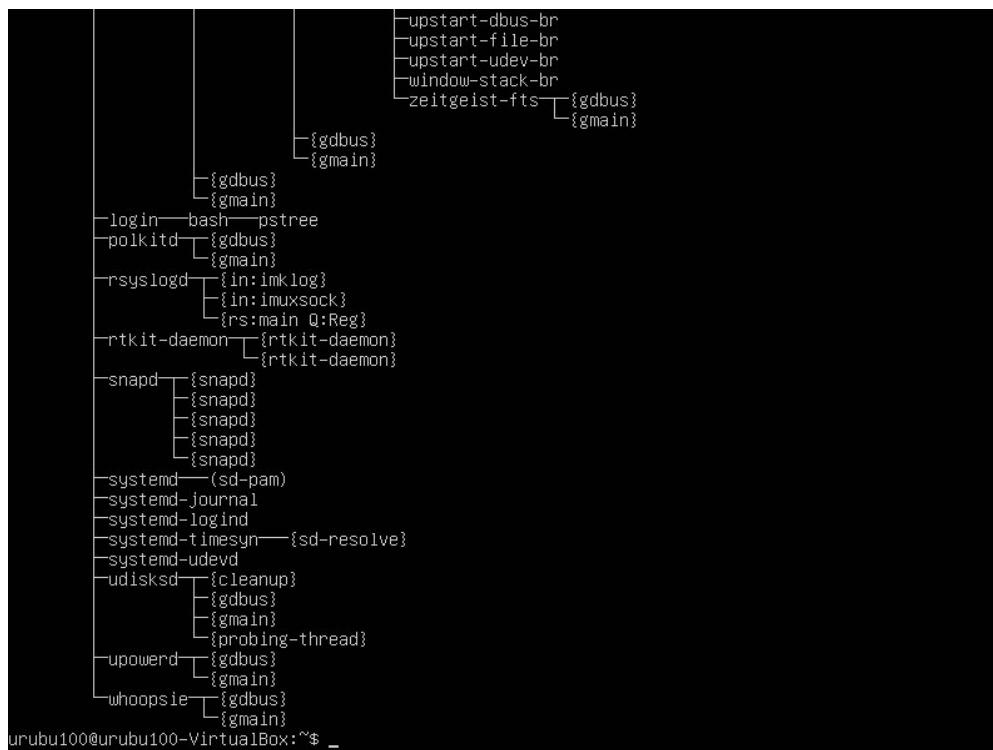 │         │         │         ├─upstart-dbus-br
│         │         │         ├─upstart-file-br
│         │         │         ├─upstart-udev-br
│         │         │         ├─window-stack-br
│         │         │         └─zeitgeist-fts─┬─{gdbus}
│         │         │                         └─{gmain}
│         │         ├─{gdbus}
│         │         └─{gmain}
│         ├─{gdbus}
│         └─{gmain}
├─login───bash───pstree
├─polkitd─┬─{gdbus}
│         └─{gmain}
├─rsyslogd─┬─{in:imklog}
│          ├─{in:imuxsock}
│          └─{rs:main Q:Reg}
├─rtkit-daemon─┬─{rtkit-daemon}
│              └─{rtkit-daemon}
├─snapd─┬─{snapd}
│       ├─{snapd}
│       ├─{snapd}
│       ├─{snapd}
│       └─{snapd}
├─systemd───(sd-pam)
├─systemd-journal
├─systemd-logind
├─systemd-timesyn───{sd-resolve}
├─systemd-udevd
├─udisksd─┬─{cleanup}
│         ├─{gdbus}
│         ├─{gmain}
│         └─{probing-thread}
├─upowerd─┬─{gdbus}
│         └─{gmain}
└─whoopsie─┬─{gdbus}
           └─{gmain}
urubu100@urubu100-VirtualBox:~$ _